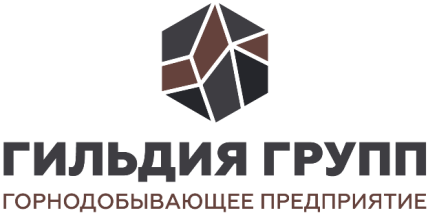 ГИЛЬДИЯ ГРУПП
ГОРНОДОБЫВАЮЩЕЕ ПРЕДПРИЯТИЕ